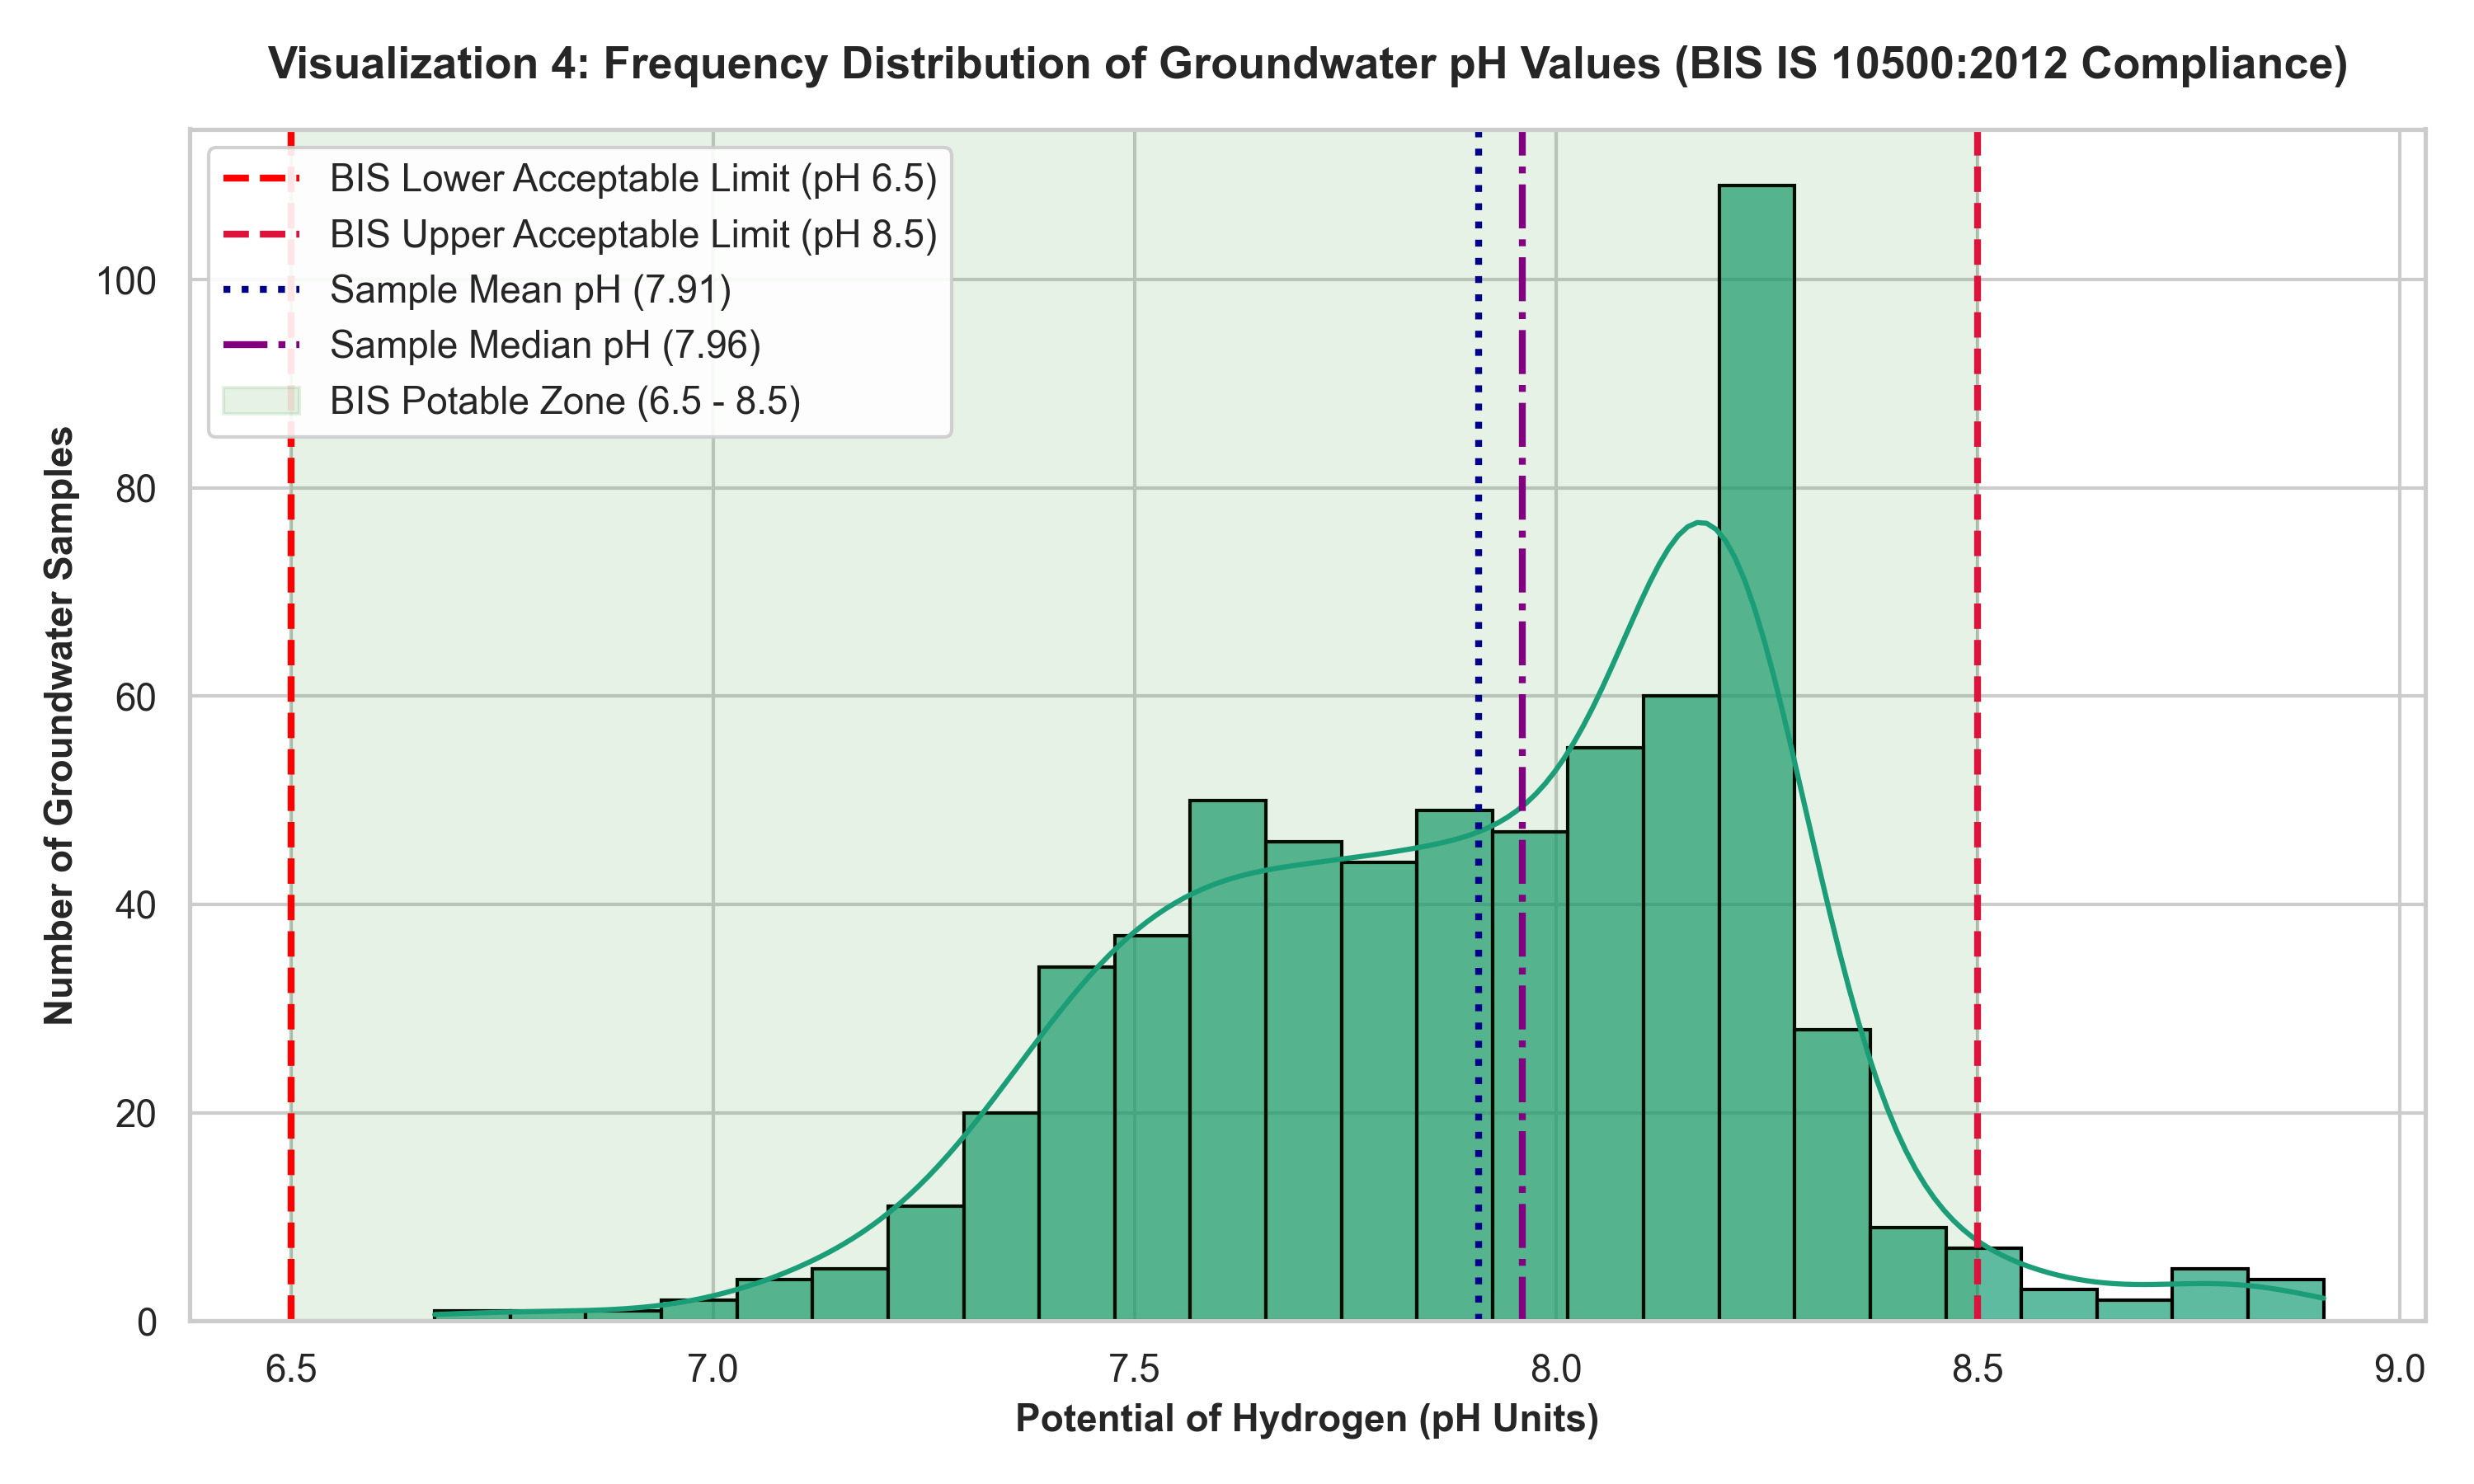 Visualization 4: Frequency Distribution of Groundwater pH Values (BIS IS 10500:2012 Compliance)
BIS Lower Acceptable Limit (pH 6.5)
BIS Upper Acceptable Limit (pH 8.5)
Sample Mean pH (7.91)
Sample Median pH (7.96)
BIS Potable Zone (6.5 - 8.5)
Number of Groundwater Samples
100
80
60
40
20
0
6.5 7.0 7.5 8.0 8.5 9.0
Potential of Hydrogen (pH Units)